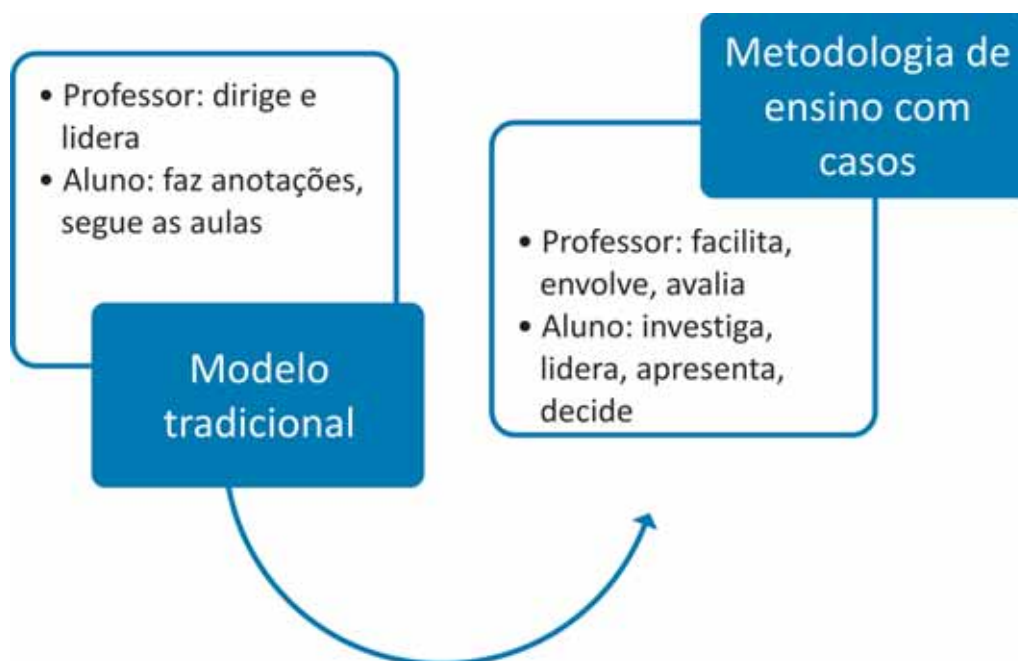 • Professor: dirige e
lidera
• Aluno: faz anotações,
segue as aulas
Modelo
tradicional
Metodologia de
ensino com
casos
• Professor: facilita,
envolve, avalia
• Aluno: investiga,
lidera, apresenta,
decide